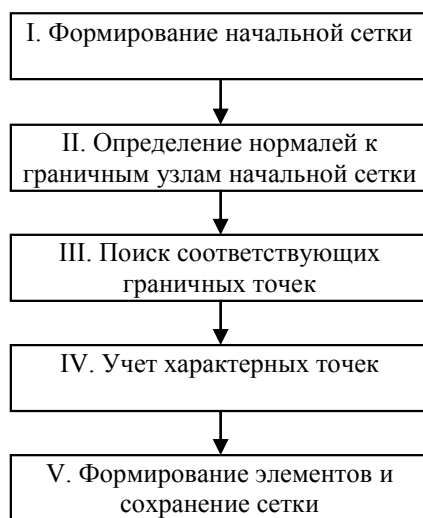 I. Формирование начальной сетки
II. Определение нормалей к
граничным узлам начальной сетки
III. Поиск соответствующих
граничных точек
IV. Учет характерных точек
V. Формирование элементов и
сохранение сетки